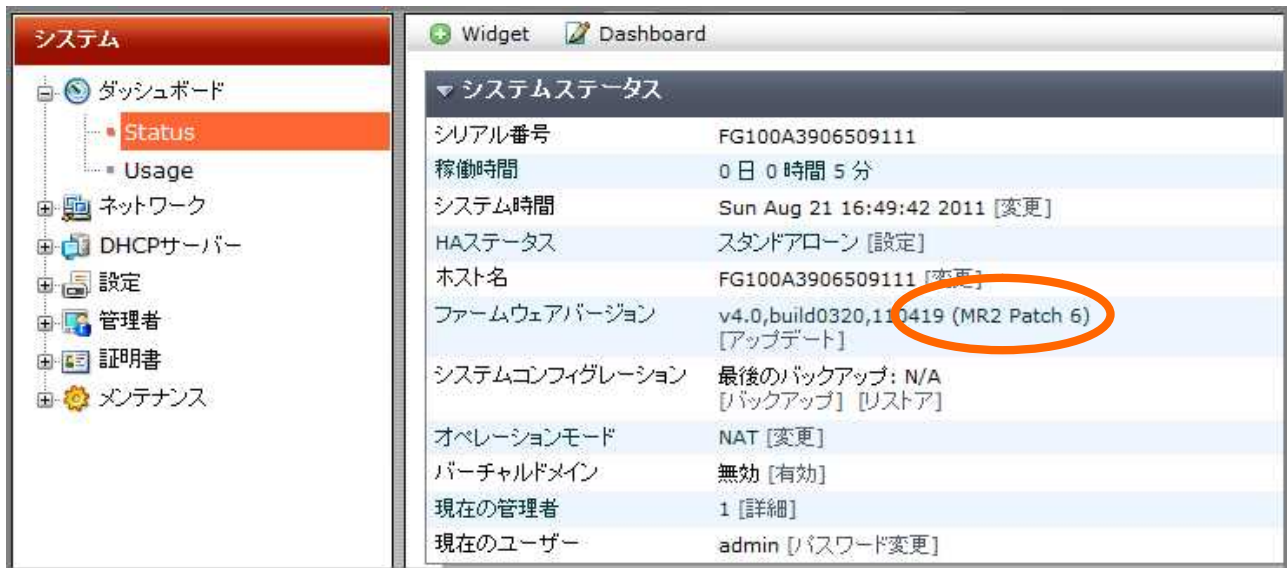 システム
ダッシュボード
Status
Usage
ネットワーク
DHCPサーバー
設定
管理者
証明書
メンテナンス
Widget Dashboard
システムステータス
シリアル番号 FG100A3906509111
稼働時間 0 日 0 時間 5 分
システム時間 Sun Aug 21 16:49:42 2011 [変更]
HAステータス スタンドアローン [設定]
ホスト名 FG100A3906509111 [変更]
ファームウェアバージョン v4.0,build0320,110419 (MR2 Patch 6)
[アップデート]
システムコンフィグレーション 最後のバックアップ: N/A
[バックアップ] [リストア]
オペレーションモード NAT [変更]
バーチャルドメイン 無効 [有効]
現在の管理者 1 [詳細]
現在のユーザー admin [パスワード変更]